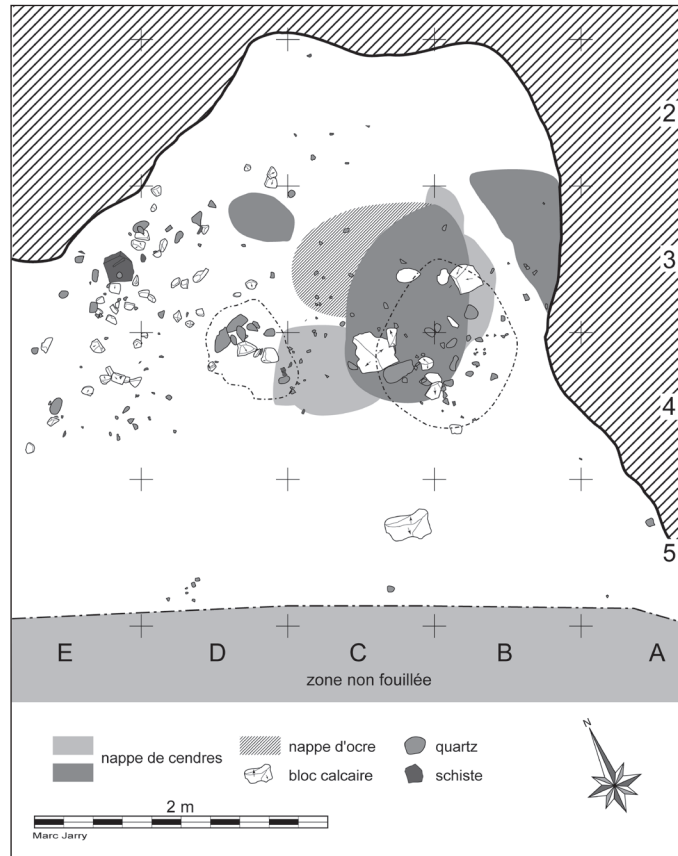 2
3
4
5
E D C B A
zone non fouillée
N
nappe de cendres
nappe d'ocre
quartz
bloc calcaire
schiste
2 m
Marc Jarry